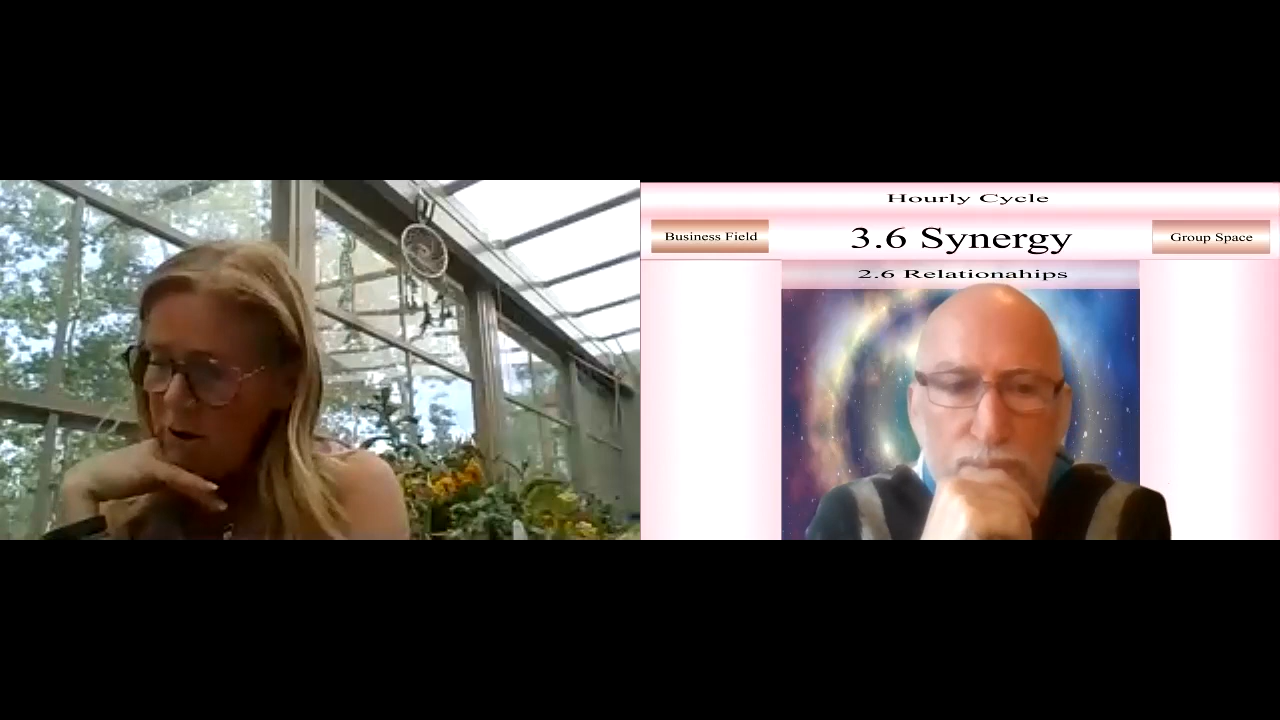 Hourly Cycle
Business Field
3.6 Synergy
Group Space
2.6 Relationahips